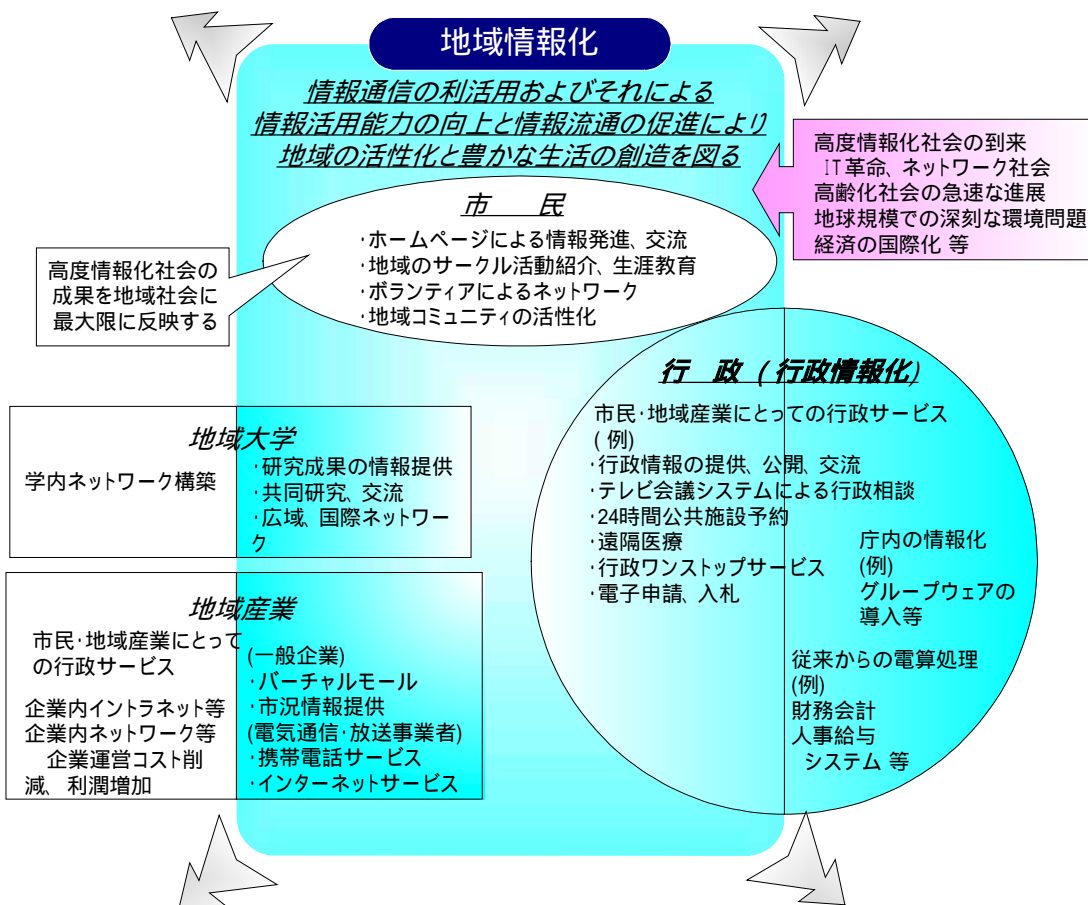 地域情報化
情報通信の利活用およびそれによる
情報活用能力の向上と情報流通の促進により
地域の活性化と豊かな生活の創造を図る
高度情報化社会の到来
IT革命、ネットワーク社会
高齢化社会の急速な進展
地球規模での深刻な環境問題
経済の国際化 等
市 民
・ホームページによる情報発進、交流
・地域のサークル活動紹介、生涯教育
・ボランティアによるネットワーク
・地域コミュニティの活性化
高度情報化社会の
成果を地域社会に
最大限に反映する
行 政 (行政情報化)
市民・地域産業にとっての行政サービス
(例)
・行政情報の提供、公開、交流
・テレビ会議システムによる行政相談
・24時間公共施設予約
・遠隔医療
・行政ワンストップサービス
・電子申請、入札
庁内の情報化
(例)
グループウェアの
導入等
従来からの電算処理
(例)
財務会計
人事給与
システム 等
地域大学
学内ネットワーク構築
・研究成果の情報提供
・共同研究、交流
・広域、国際ネットワー
ク
地域産業
市民・地域産業にとって
の行政サービス
企業内イントラネット等
企業内ネットワーク等
企業運営コスト削
減、利潤増加
(一般企業)
・バーチャルモール
・市況情報提供
(電気通信・放送事業者)
・携帯電話サービス
・インターネットサービス